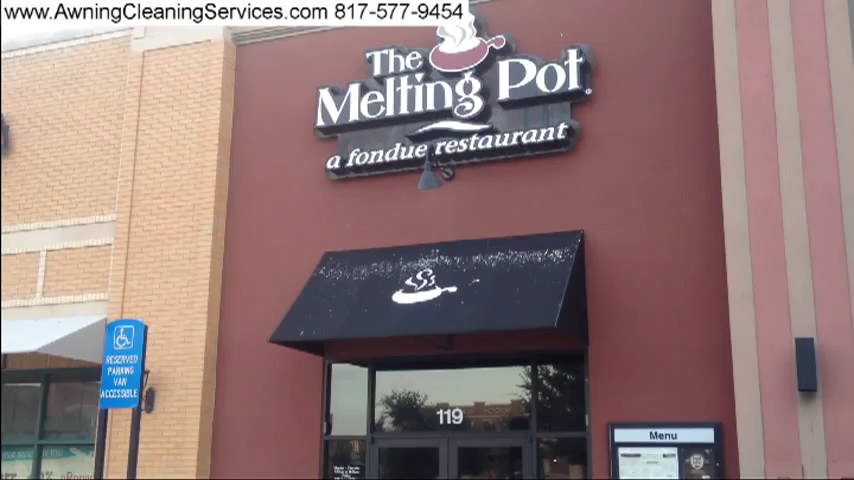 www.AwningCleaningServices.com 817-577-9454
The
Melting Pot®
a fondue restaurant
RESERVED
PARKING
VAN
ACCESSIBLE
119
Menu